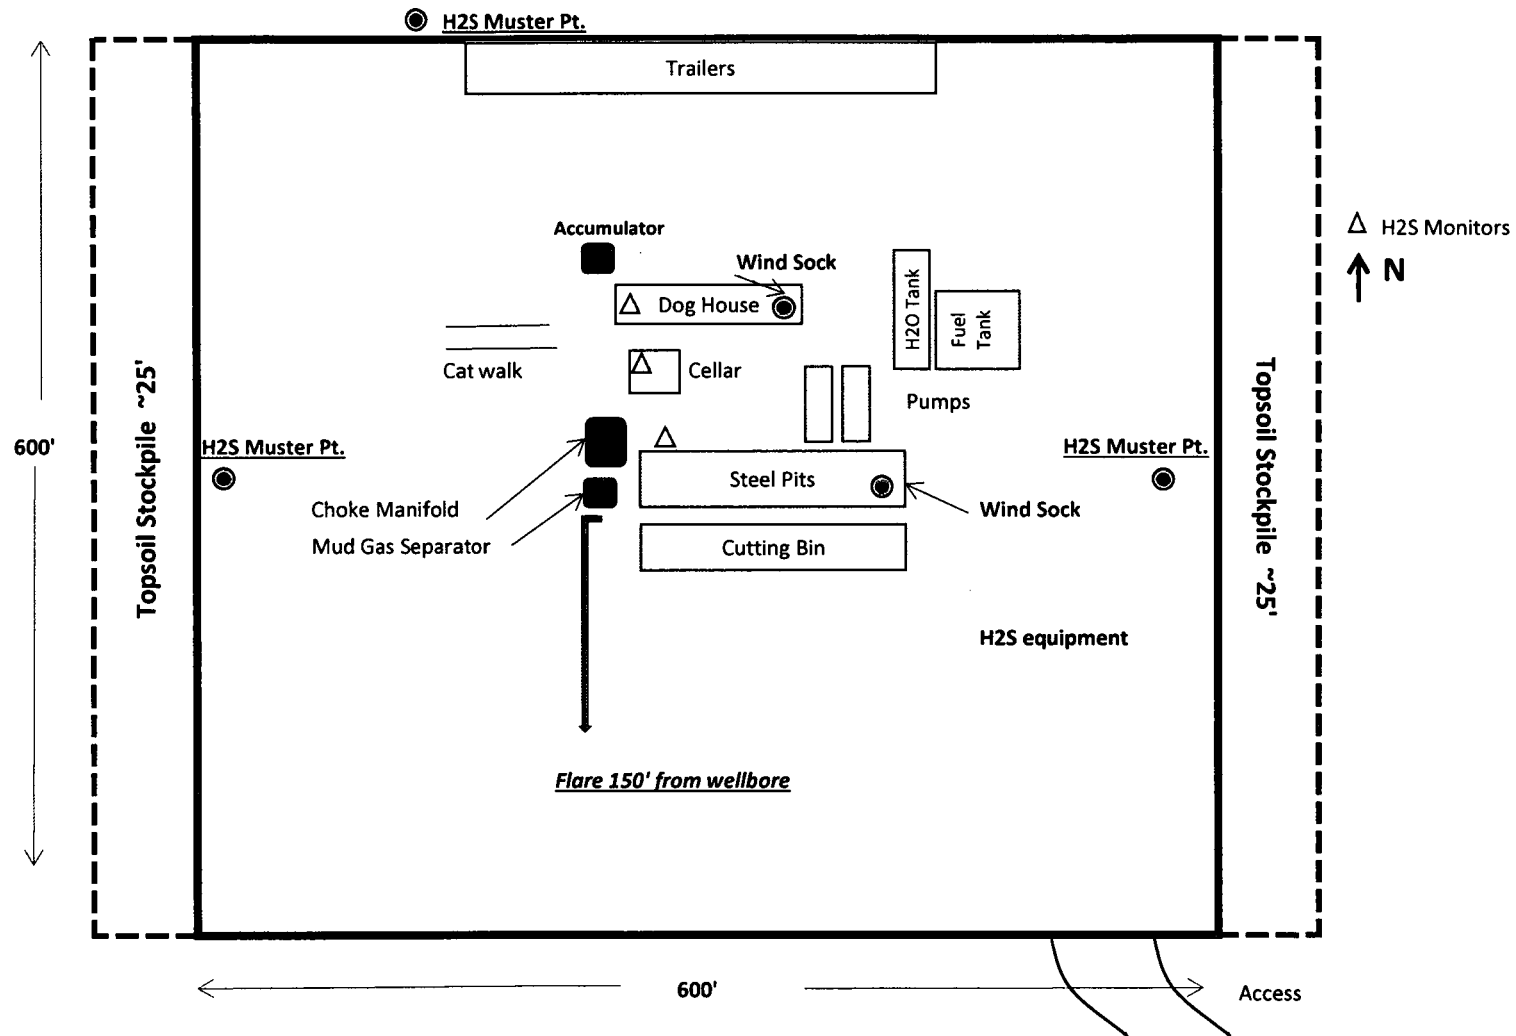 H2S Muster Pt.
Trailers
Accumulator
H2S Monitors
Wind Sock
N
Dog House
H2O Tank
Fuel
Tank
Cat walk
Cellar
Pumps
Topsoil Stockpile ~25'
Topsoil Stockpile ~25'
600'
H2S Muster Pt.
H2S Muster Pt.
Steel Pits
Choke Manifold
Wind Sock
Mud Gas Separator
Cutting Bin
H2S equipment
Flare 150' from wellbore
600'
Access